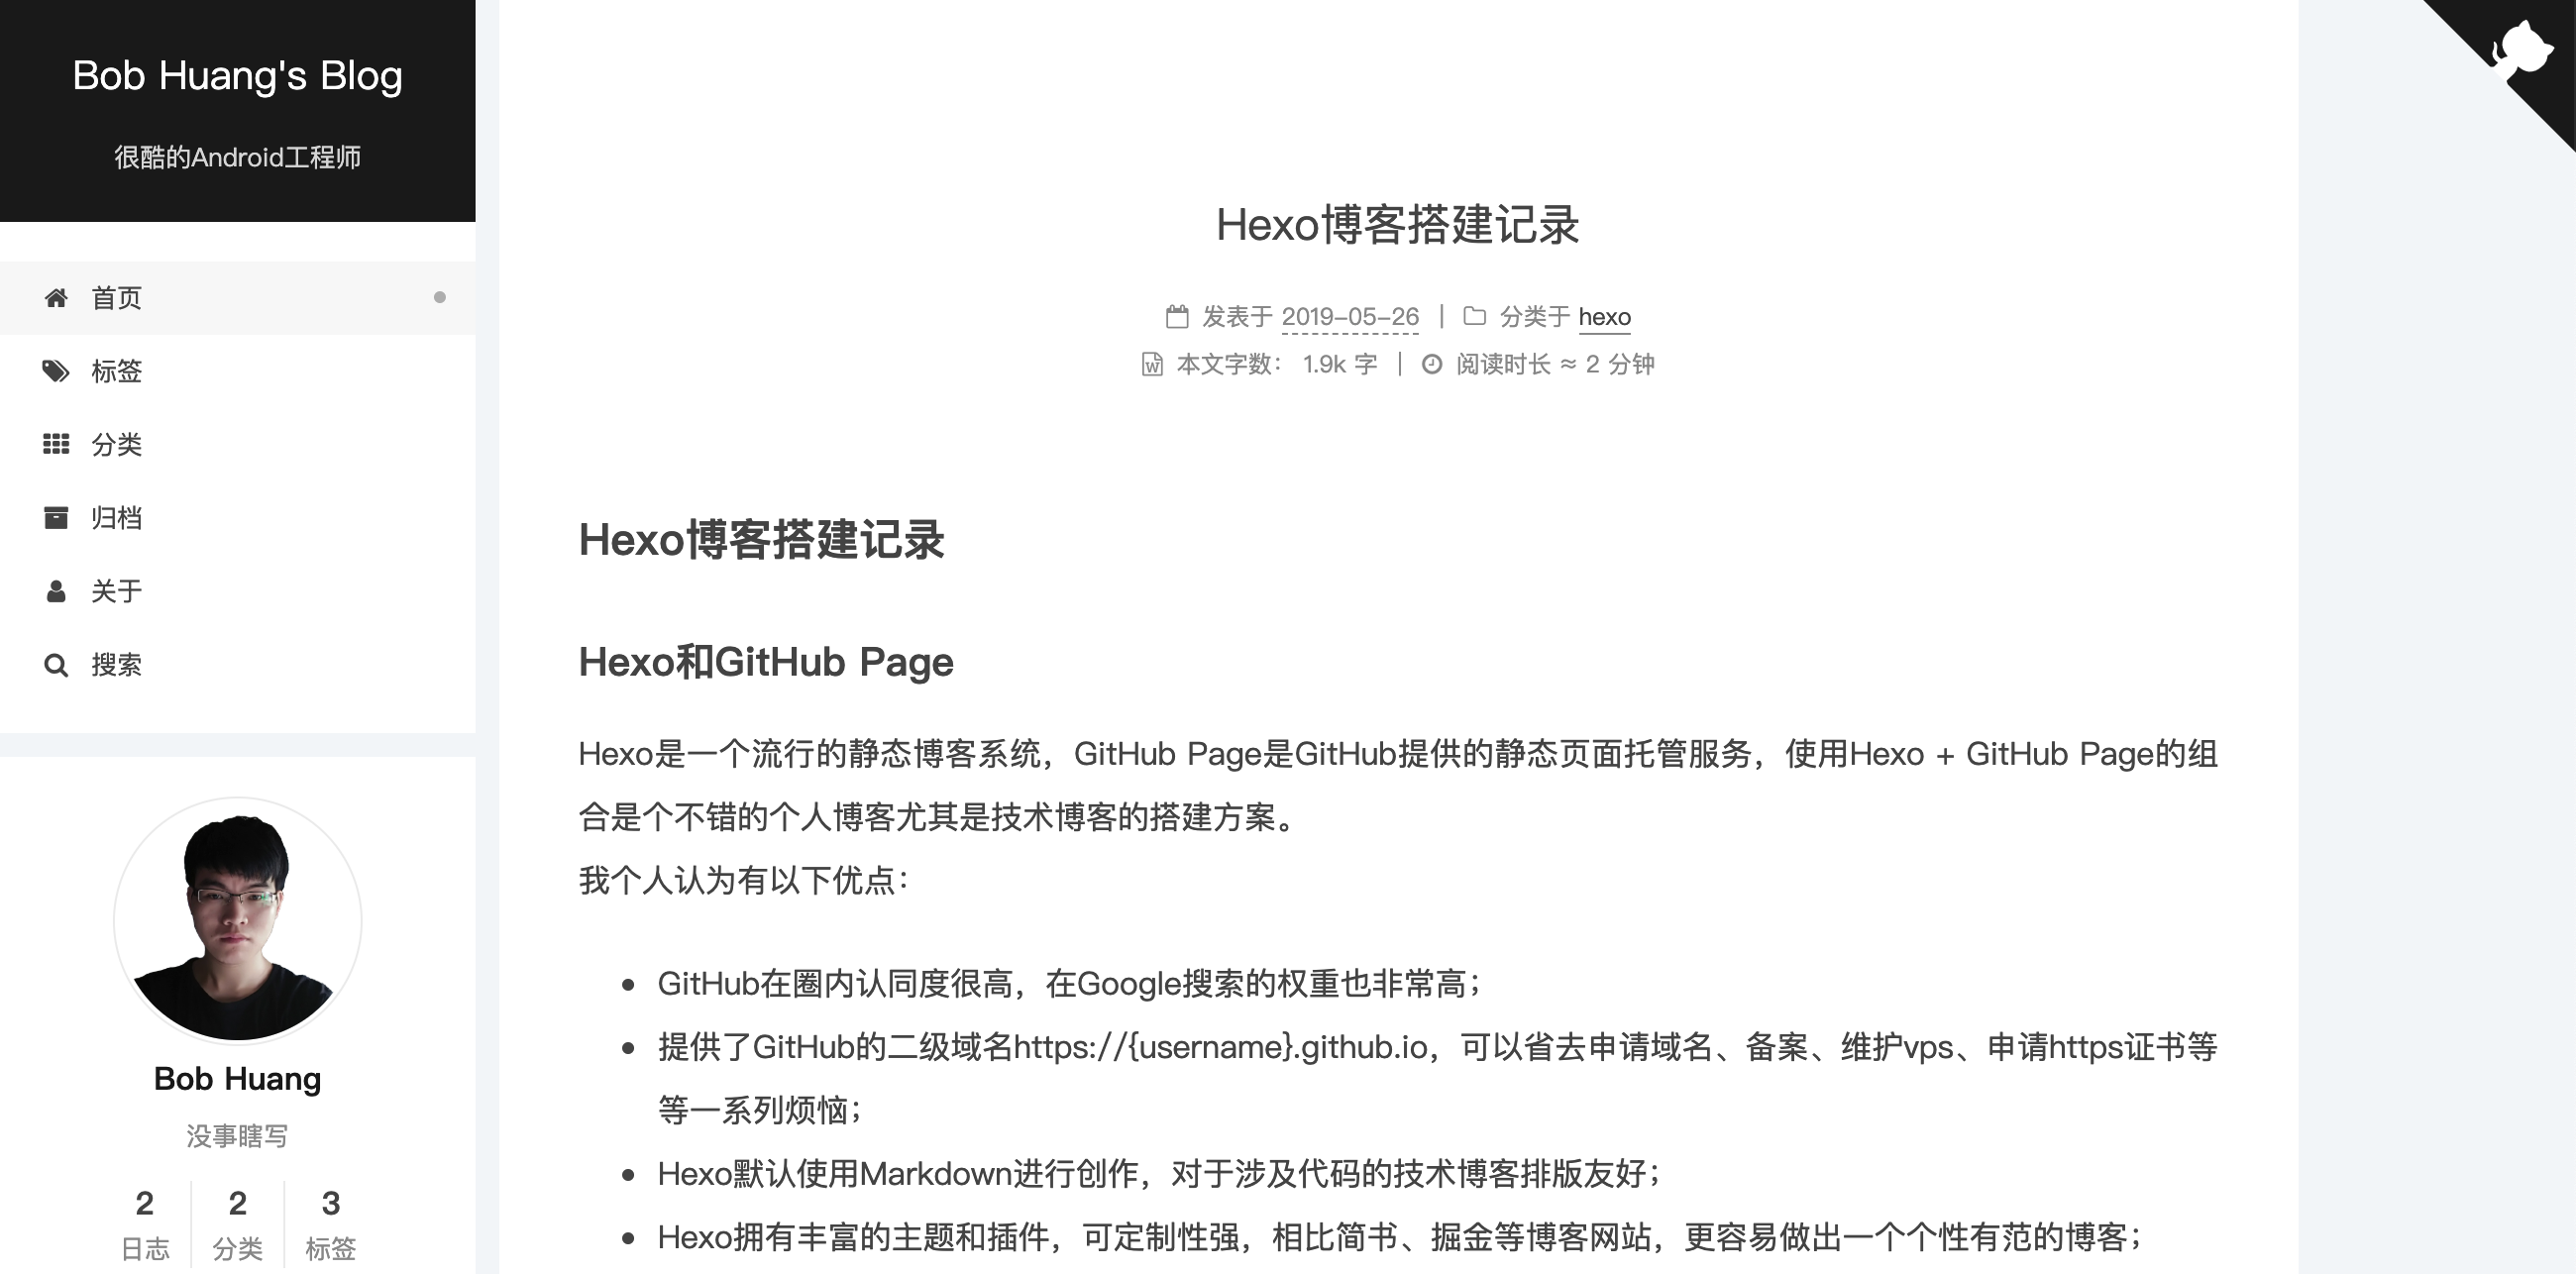 Bob Huang's Blog
很酷的Android工程师
首页
标签
分类
归档
关于
搜索
Bob Huang
没事瞎写
2 2 3
日志 分类 标签
Hexo博客搭建记录
发表于 2019-05-26 | 分类于 hexo
本文字数： 1.9k 字 | 阅读时长 ≈ 2 分钟
Hexo博客搭建记录
Hexo和GitHub Page
Hexo是一个流行的静态博客系统，GitHub Page是GitHub提供的静态页面托管服务，使用Hexo + GitHub Page的组
合是个不错的个人博客尤其是技术博客的搭建方案。
我个人认为有以下优点：
• GitHub在圈内认同度很高，在Google搜索的权重也非常高；
• 提供了GitHub的二级域名https://{username}.github.io，可以省去申请域名、备案、维护vps、申请https证书等
等一系列烦恼；
• Hexo默认使用Markdown进行创作，对于涉及代码的技术博客排版友好；
• Hexo拥有丰富的主题和插件，可定制性强，相比简书、掘金等博客网站，更容易做出一个个性有范的博客；